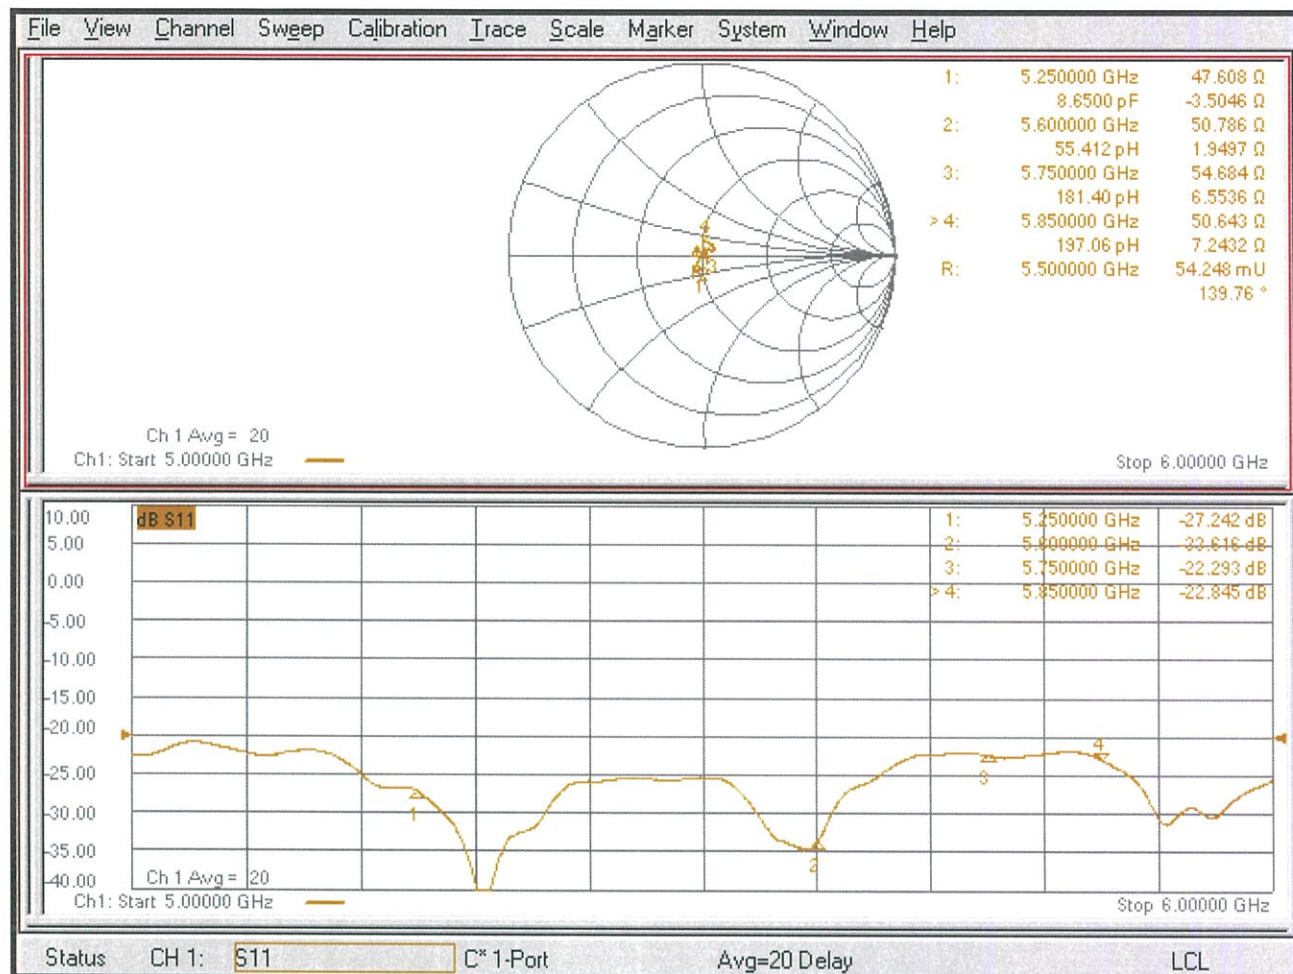 File View Channel Sweep Calibration Trace Scale Marker System Window Help
1: 5.250000 GHz 47.608 Ω
8.6500 pF -3.5046 Ω
2: 5.600000 GHz 50.786 Ω
55.412 pH 1.9497 Ω
3: 5.750000 GHz 54.684 Ω
181.40 pH 6.5536 Ω
> 4: 5.850000 GHz 50.643 Ω
197.06 pH 7.2432 Ω
R: 5.500000 GHz 54.248 mU
139.76 °
4
3
1
Ch 1 Avg = 20
Ch1: Start 5.00000 GHz Stop 6.00000 GHz
10.00 dB S11 1: 5.250000 GHz -27.242 dB
5.00 2: 5.600000 GHz -33.616 dB
3: 5.750000 GHz -22.293 dB
0.00 > 4: 5.850000 GHz -22.845 dB
-5.00
-10.00
-15.00
-20.00
4
-25.00 3
-30.00 1
-35.00 2
-40.00 Ch 1 Avg = 20
Ch1: Start 5.00000 GHz Stop 6.00000 GHz
Status CH 1: S11 C* 1-Port Avg=20 Delay LCL